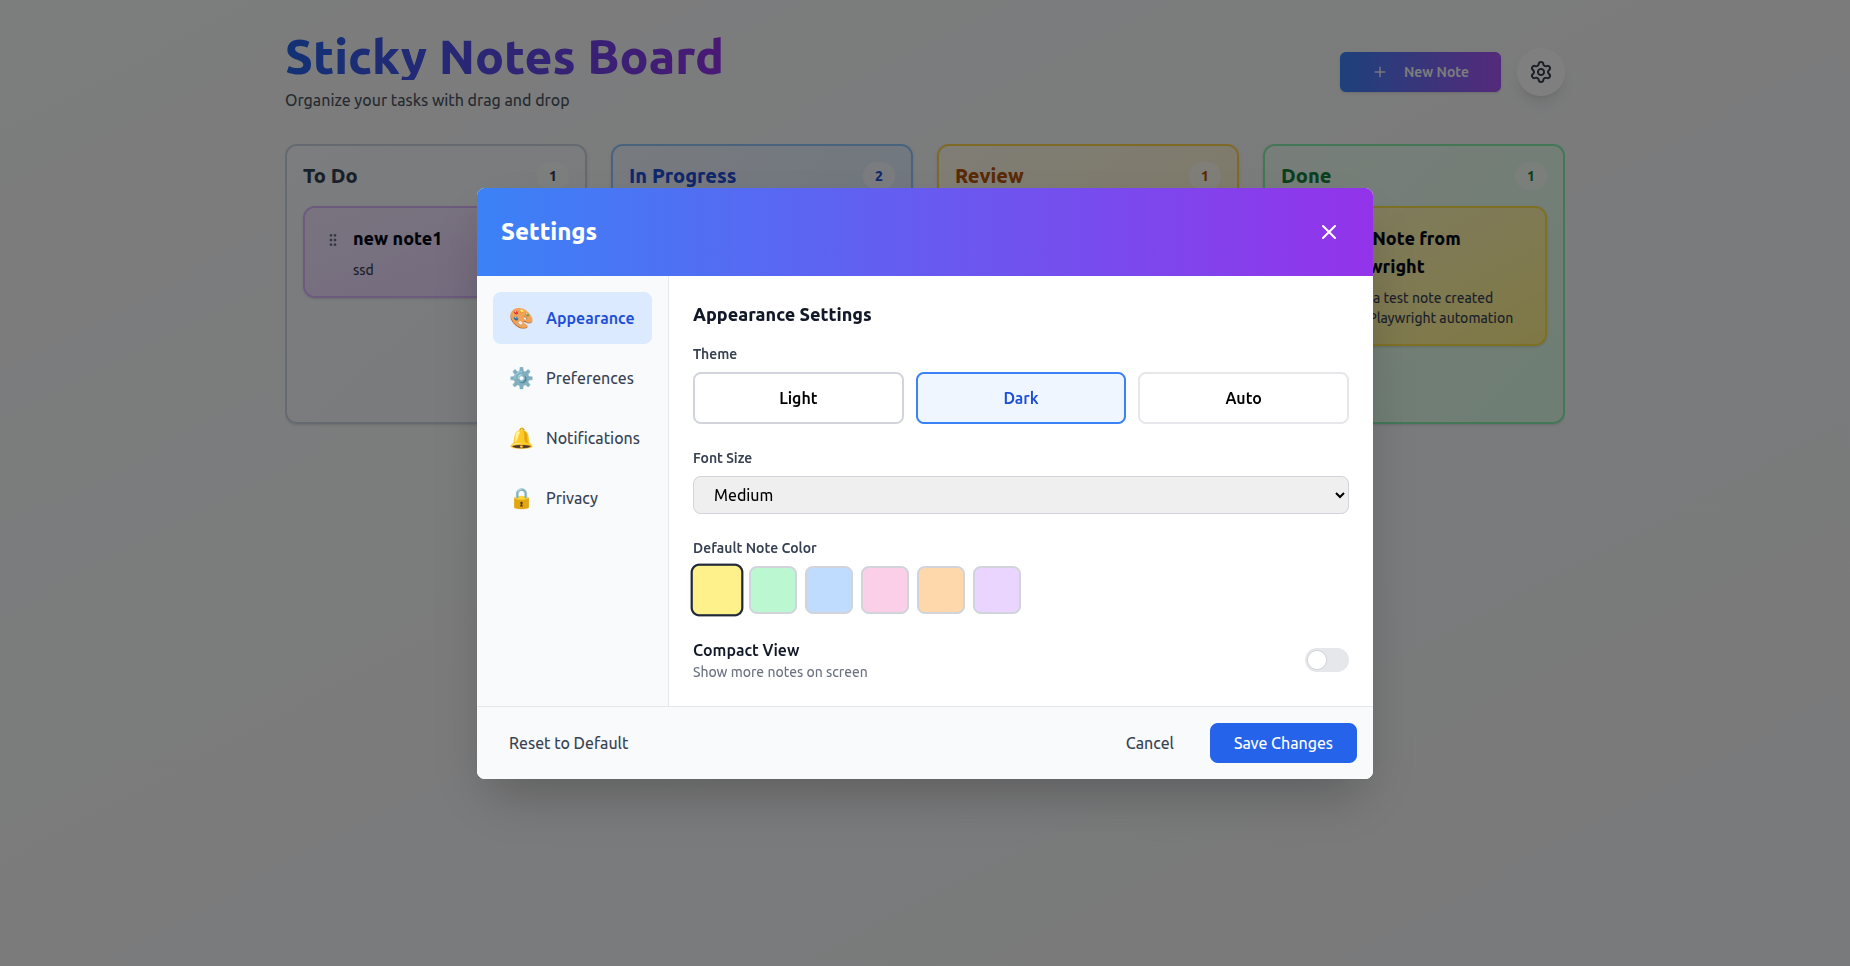 Sticky Notes Board
Organize your tasks with drag and drop
New Note
To Do
1
In Progress
2
Review
1
Done
1
new note1
ssd
Note from
a test note created
Playwright automation
Settings
Appearance
Preferences
Notifications
Privacy
Appearance Settings
Theme
Light
Dark
Auto
Font Size
Medium
Default Note Color
Compact View
Show more notes on screen
Reset to Default
Cancel
Save Changes